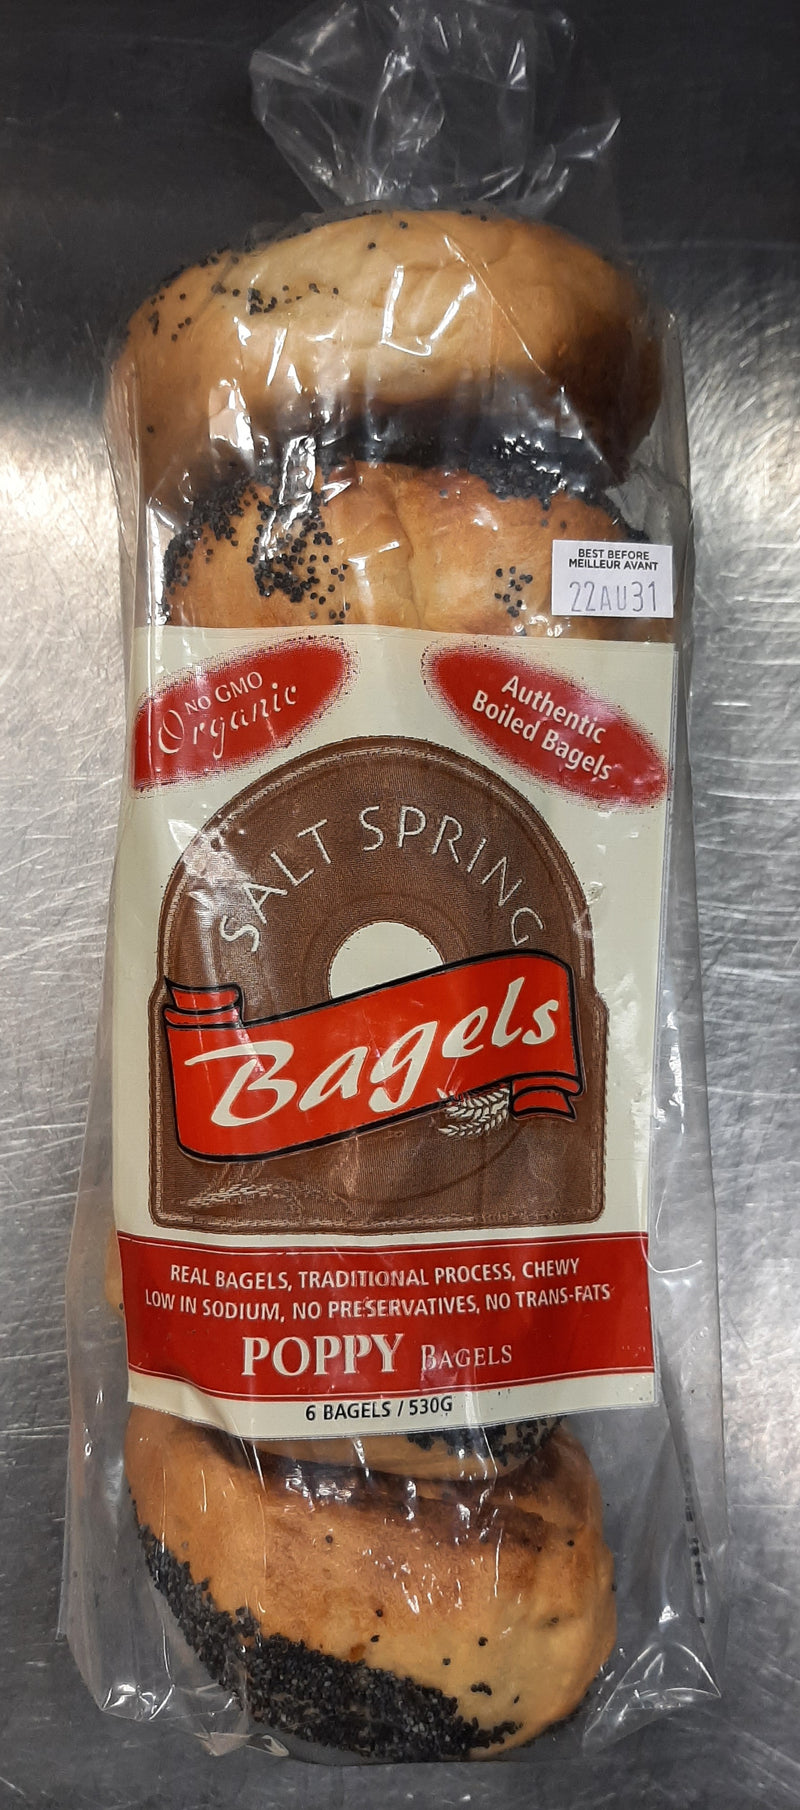 BEST BEFORE
MEILLEUR AVANT
22AU31
NO GMO
Organic
Authentic
Boiled Bagels
SALT SPRING
Bagels
REAL BAGELS, TRADITIONAL PROCESS, CHEWY
LOW IN SODIUM, NO PRESERVATIVES, NO TRANS-FATS
POPPY BAGELS
6 BAGELS / 530G